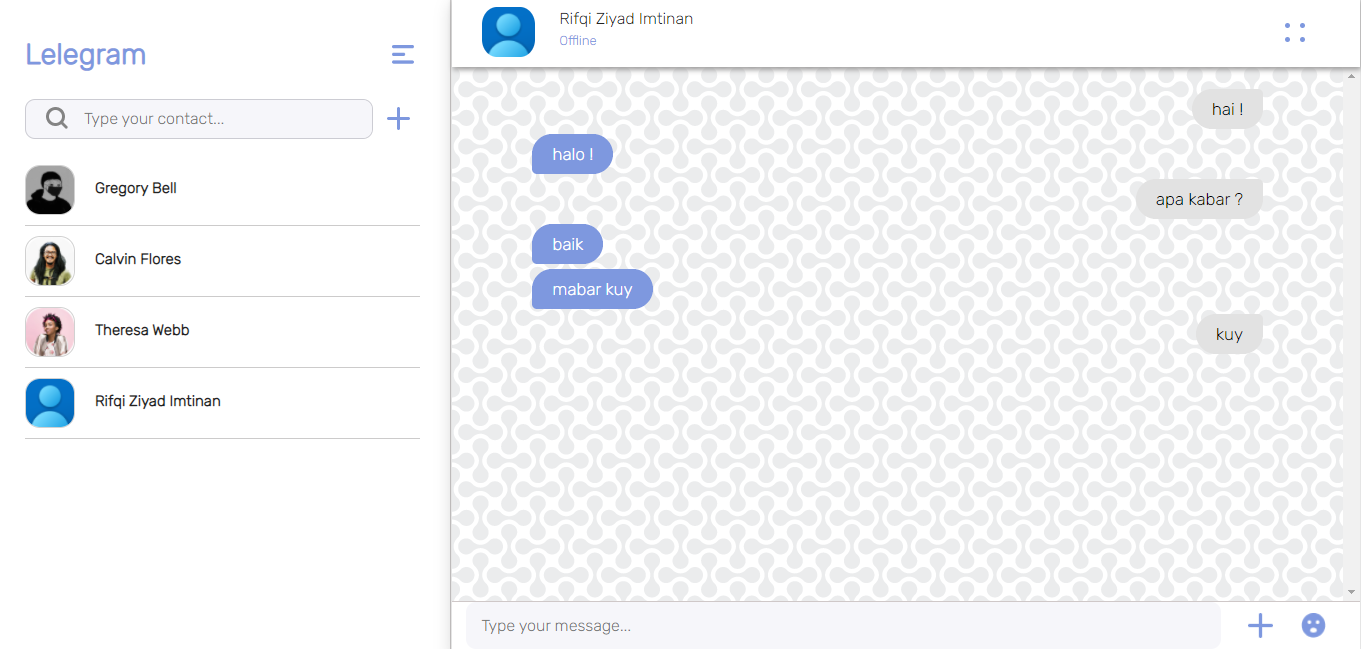 Lelegram
Type your contact...
Gregory Bell
Calvin Flores
Theresa Webb
Rifqi Ziyad Imtinan
Rifqi Ziyad Imtinan
Offline
hai !
halo !
apa kabar ?
baik
mabar kuy
kuy
Type your message...